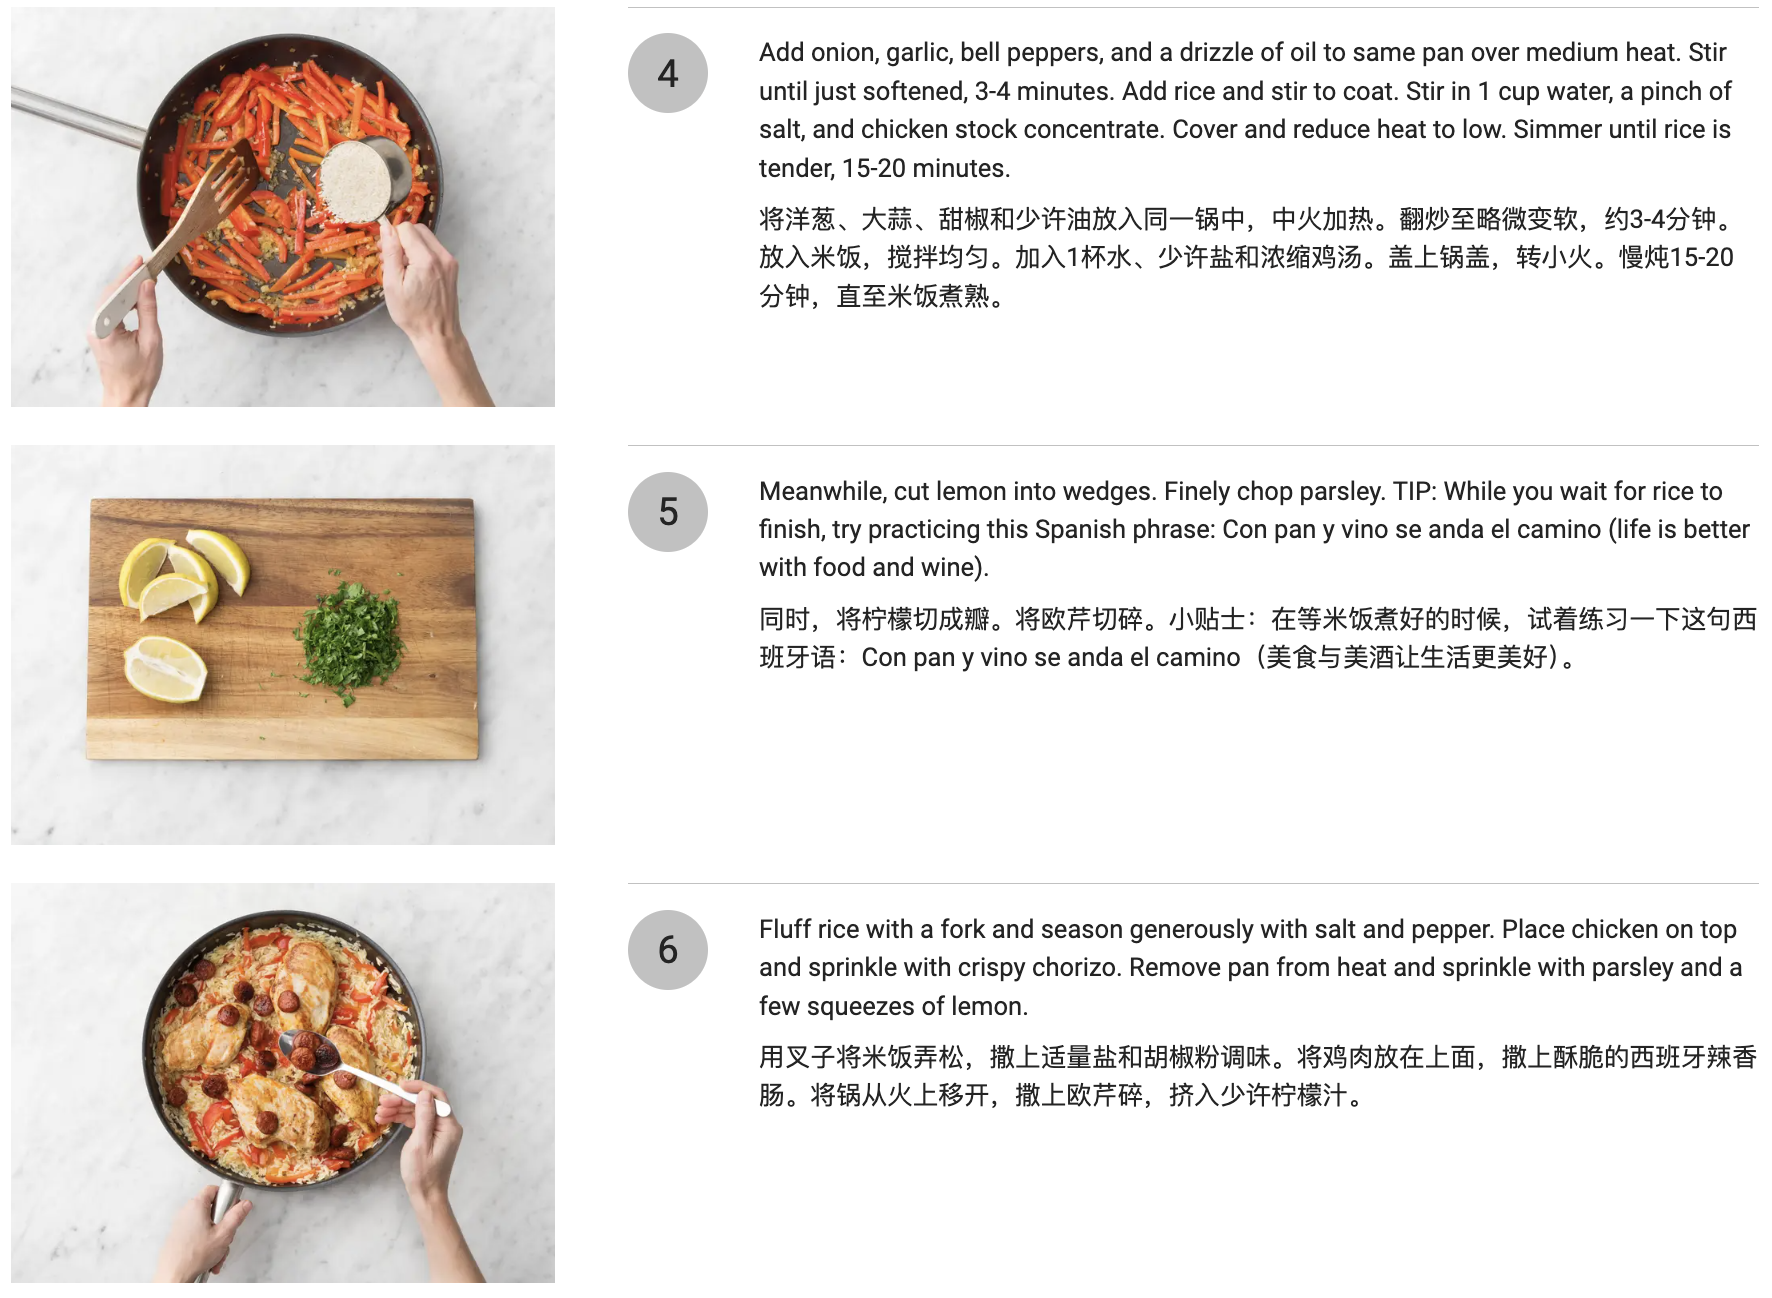 4
Add onion, garlic, bell peppers, and a drizzle of oil to same pan over medium heat. Stir
until just softened, 3-4 minutes. Add rice and stir to coat. Stir in 1 cup water, a pinch of
salt, and chicken stock concentrate. Cover and reduce heat to low. Simmer until rice is
tender, 15-20 minutes.
将洋葱、大蒜、甜椒和少许油放入同一锅中，中火加热。翻炒至略微变软，约3-4分钟。
放入米饭，搅拌均匀。加入1杯水、少许盐和浓缩鸡汤。盖上锅盖，转小火。慢炖15-20
分钟，直至米饭煮熟。
5
Meanwhile, cut lemon into wedges. Finely chop parsley. TIP: While you wait for rice to
finish, try practicing this Spanish phrase: Con pan y vino se anda el camino (life is better
with food and wine).
同时，将柠檬切成瓣。将欧芹切碎。小贴士：在等米饭煮好的时候，试着练习一下这句西
班牙语：Con pan y vino se anda el camino（美食与美酒让生活更美好）。
6
Fluff rice with a fork and season generously with salt and pepper. Place chicken on top
and sprinkle with crispy chorizo. Remove pan from heat and sprinkle with parsley and a
few squeezes of lemon.
用叉子将米饭弄松，撒上适量盐和胡椒粉调味。将鸡肉放在上面，撒上酥脆的西班牙辣香
肠。将锅从火上移开，撒上欧芹碎，挤入少许柠檬汁。